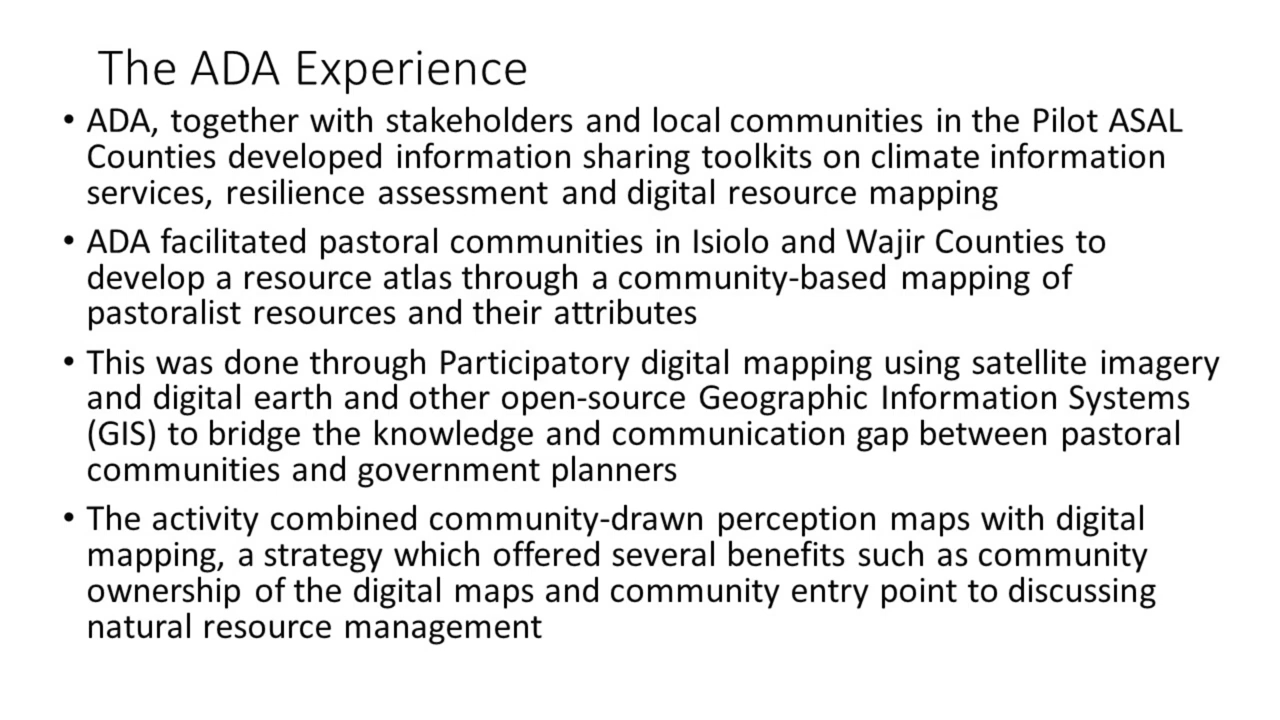 The ADA Experience
• ADA, together with stakeholders and local communities in the Pilot ASAL
Counties developed information sharing toolkits on climate information
services, resilience assessment and digital resource mapping
• ADA facilitated pastoral communities in Isiolo and Wajir Counties to
develop a resource atlas through a community-based mapping of
pastoralist resources and their attributes
• This was done through Participatory digital mapping using satellite imagery
and digital earth and other open-source Geographic Information Systems
(GIS) to bridge the knowledge and communication gap between pastoral
communities and government planners
• The activity combined community-drawn perception maps with digital
mapping, a strategy which offered several benefits such as community
ownership of the digital maps and community entry point to discussing
natural resource management